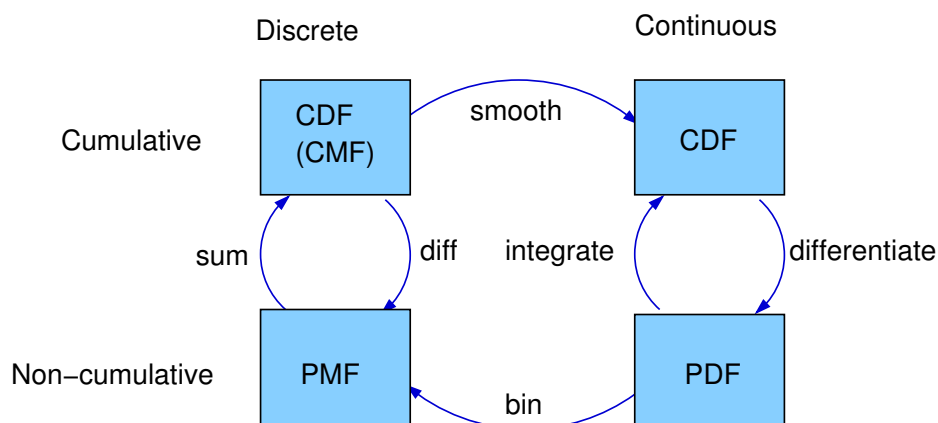 Discrete
Continuous
CDF
(CMF)
smooth
Cumulative
CDF
sum
diff
integrate
differentiate
Non−cumulative
PMF
PDF
bin